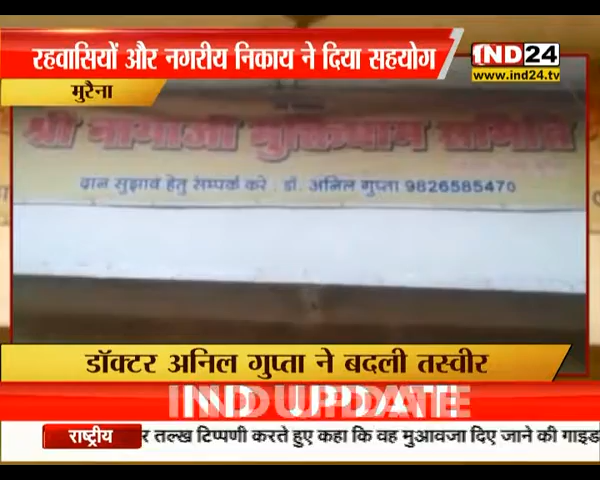 रहवासियों और नगरीय निकाय ने दिया सहयोग
IND24
www.ind24.tv
मुरैना
श्री नागाजी मुक्तिधाम समिति
दान सुझाव हेतु सम्पर्क करे : डॉ. अनिल गुप्ता 9826585470
डॉक्टर अनिल गुप्ता ने बदली तस्वीर
IND UPDATE
राष्ट्रीय
र तल्ख टिप्पणी करते हुए कहा कि वह मुआवजा दिए जाने की गाइड